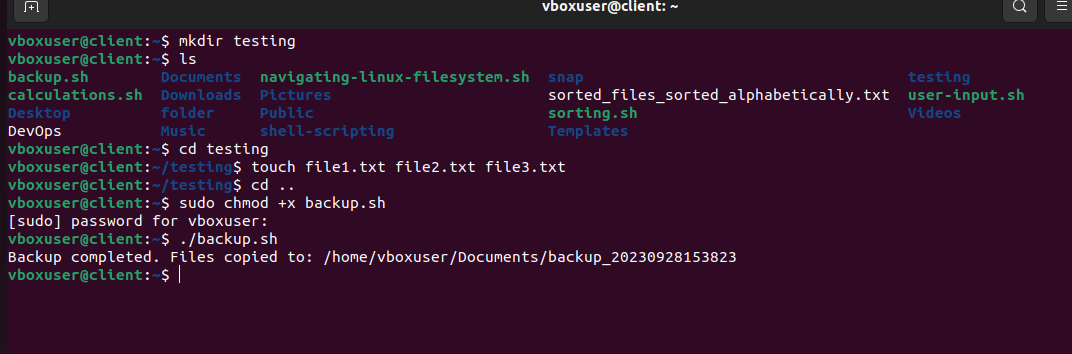 vboxuser@client: ~
vboxuser@client:~$ mkdir testing
vboxuser@client:~$ ls
backup.sh Documents navigating-linux-filesystem.sh snap testing
calculations.sh Downloads Pictures sorted_files_sorted_alphabetically.txt user-input.sh
Desktop folder Public sorting.sh Videos
DevOps Music shell-scripting Templates
vboxuser@client:~$ cd testing
vboxuser@client:~/testing$ touch file1.txt file2.txt file3.txt
vboxuser@client:~/testing$ cd ..
vboxuser@client:~$ sudo chmod +x backup.sh
[sudo] password for vboxuser:
vboxuser@client:~$ ./backup.sh
Backup completed. Files copied to: /home/vboxuser/Documents/backup_20230928153823
vboxuser@client:~$